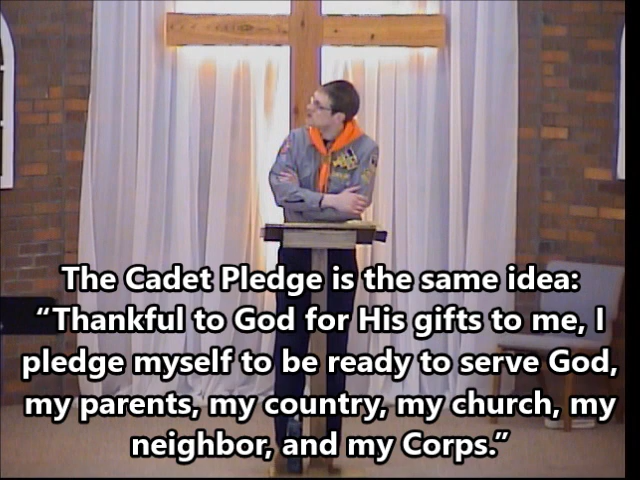 The Cadet Pledge is the same idea:
“Thankful to God for His gifts to me, I
pledge myself to be ready to serve God,
my parents, my country, my church, my
neighbor, and my Corps.”